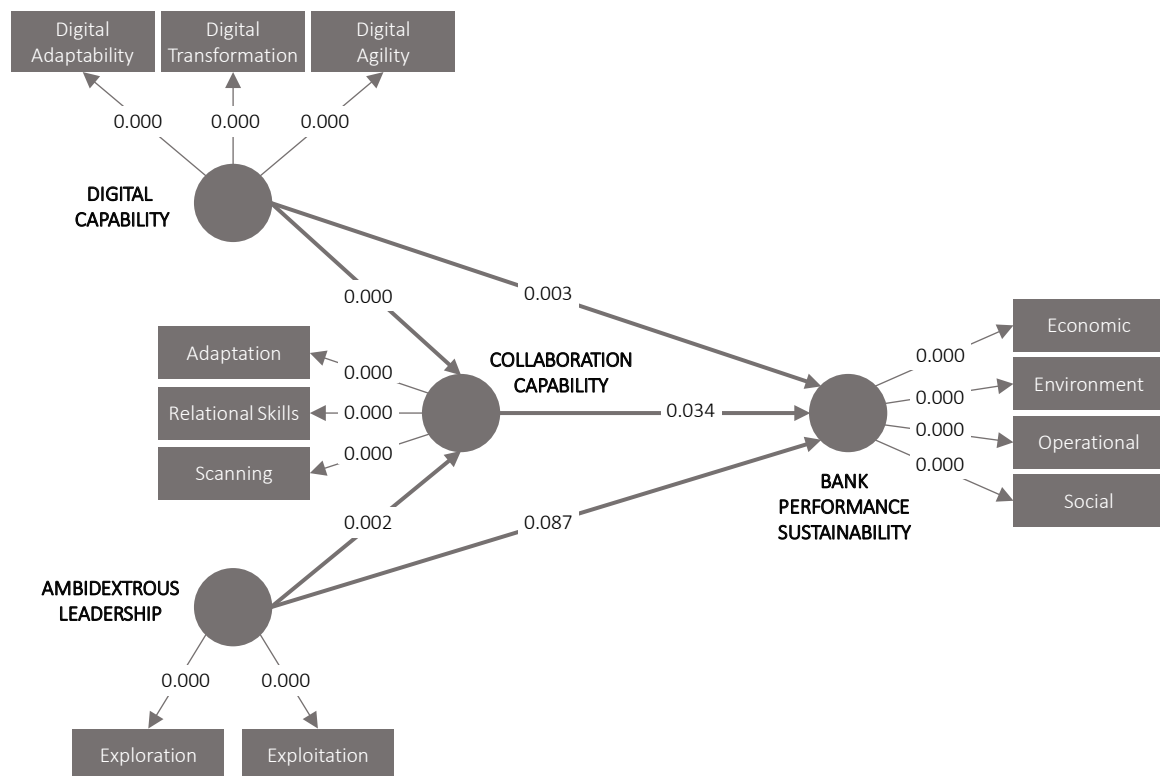 Digital
Adaptability
Digital
Transformation
Digital
Agility
0.000
0.000
0.000
DIGITAL
CAPABILITY
0.000
0.003
Adaptation
Relational Skills
Scanning
0.000
0.000
0.000
COLLABORATION
CAPABILITY
0.034
0.000
0.000
0.000
0.000
Economic
Environment
Operational
Social
BANK
PERFORMANCE
SUSTAINABILITY
0.002
0.087
AMBIDEXTROUS
LEADERSHIP
0.000
0.000
Exploration
Exploitation